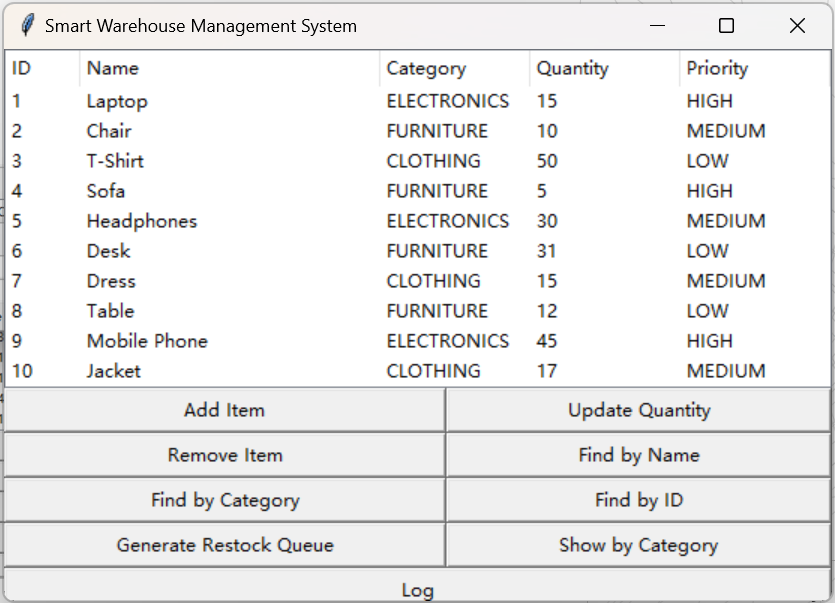 Smart Warehouse Management System
ID Name Category Quantity Priority
1 Laptop ELECTRONICS 15 HIGH
2 Chair FURNITURE 10 MEDIUM
3 T-Shirt CLOTHING 50 LOW
4 Sofa FURNITURE 5 HIGH
5 Headphones ELECTRONICS 30 MEDIUM
6 Desk FURNITURE 31 LOW
7 Dress CLOTHING 15 MEDIUM
8 Table FURNITURE 12 LOW
9 Mobile Phone ELECTRONICS 45 HIGH
10 Jacket CLOTHING 17 MEDIUM
Add Item Update Quantity
Remove Item Find by Name
Find by Category Find by ID
Generate Restock Queue Show by Category
Log